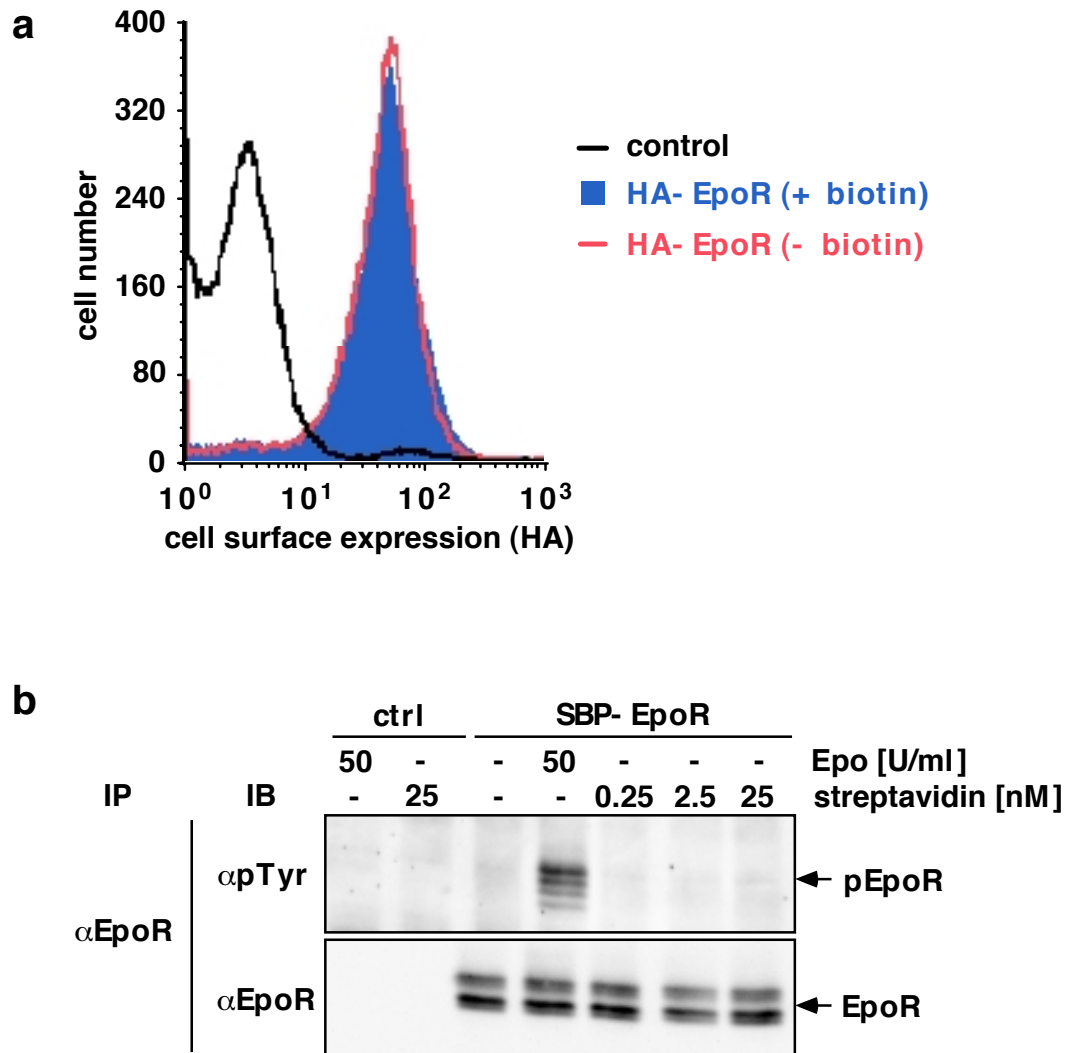 a
400
320
240
160
80
0
cell number
10⁰ 10¹ 10² 10³
cell surface expression (HA)
control
HA- EpoR (+ biotin)
HA- EpoR (- biotin)
b
ctrl SBP- EpoR
50 - - 50 - - - Epo [U/ml]
IP IB - 25 - - 0.25 2.5 25 streptavidin [nM]
αpTyr pEpoR
αEpoR
αEpoR EpoR